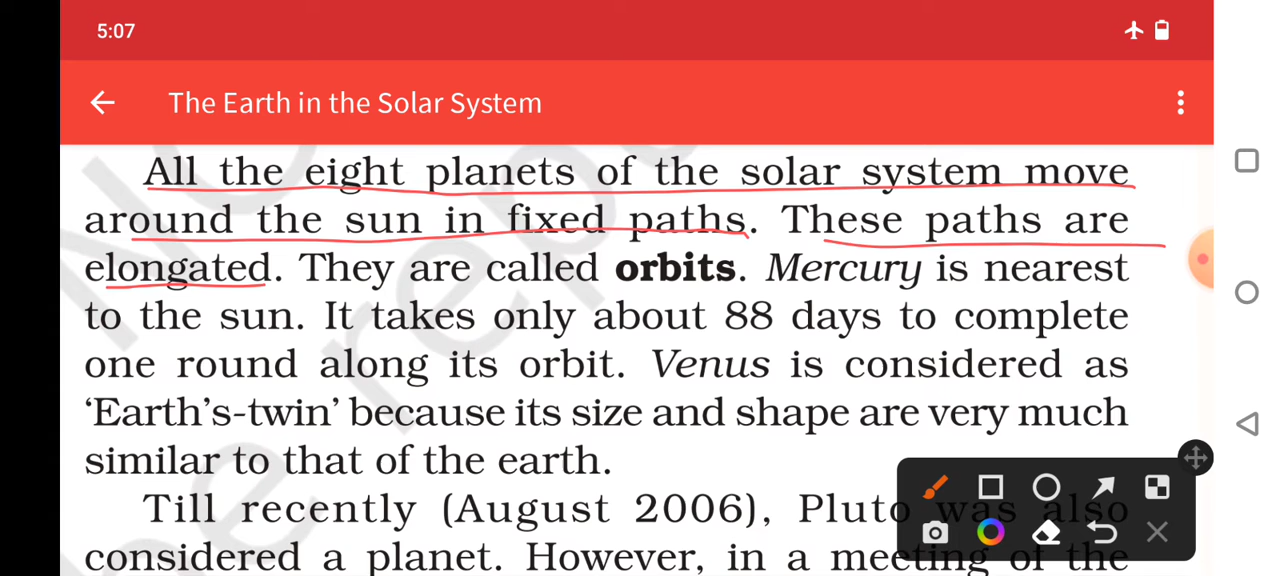 5:07
The Earth in the Solar System
All the eight planets of the solar system move
around the sun in fixed paths. These paths are
elongated. They are called orbits. Mercury is nearest
to the sun. It takes only about 88 days to complete
one round along its orbit. Venus is considered as
‘Earth’s-twin’ because its size and shape are very much
similar to that of the earth.
Till recently (August 2006), Pluto was also
considered a planet. However, in a meeting of the